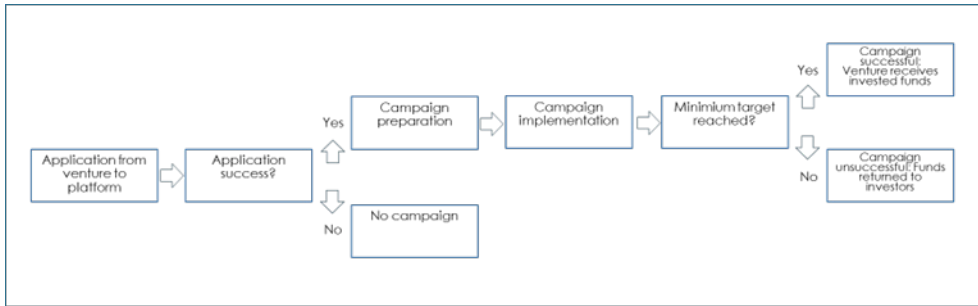 Application from
venture to
platform
Application
success?
Yes
Campaign
preparation
No
No campaign
Campaign
implementation
Minimium target
reached?
Yes
Campaign
successful:
Venture receives
invested funds
No
Campaign
unsuccessful: Funds
returned to
investors